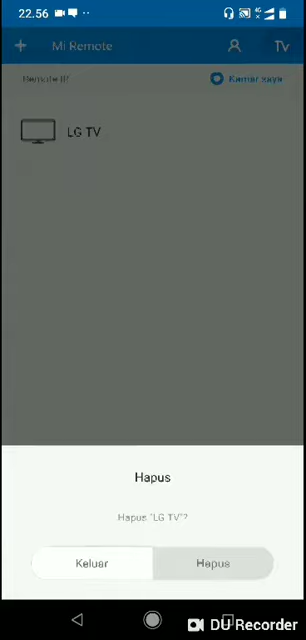 22.56
Mi Remote
TV
Remote IR
Kamar saya
LG TV
Hapus
Hapus "LG TV"?
Keluar
Hapus
DU Recorder